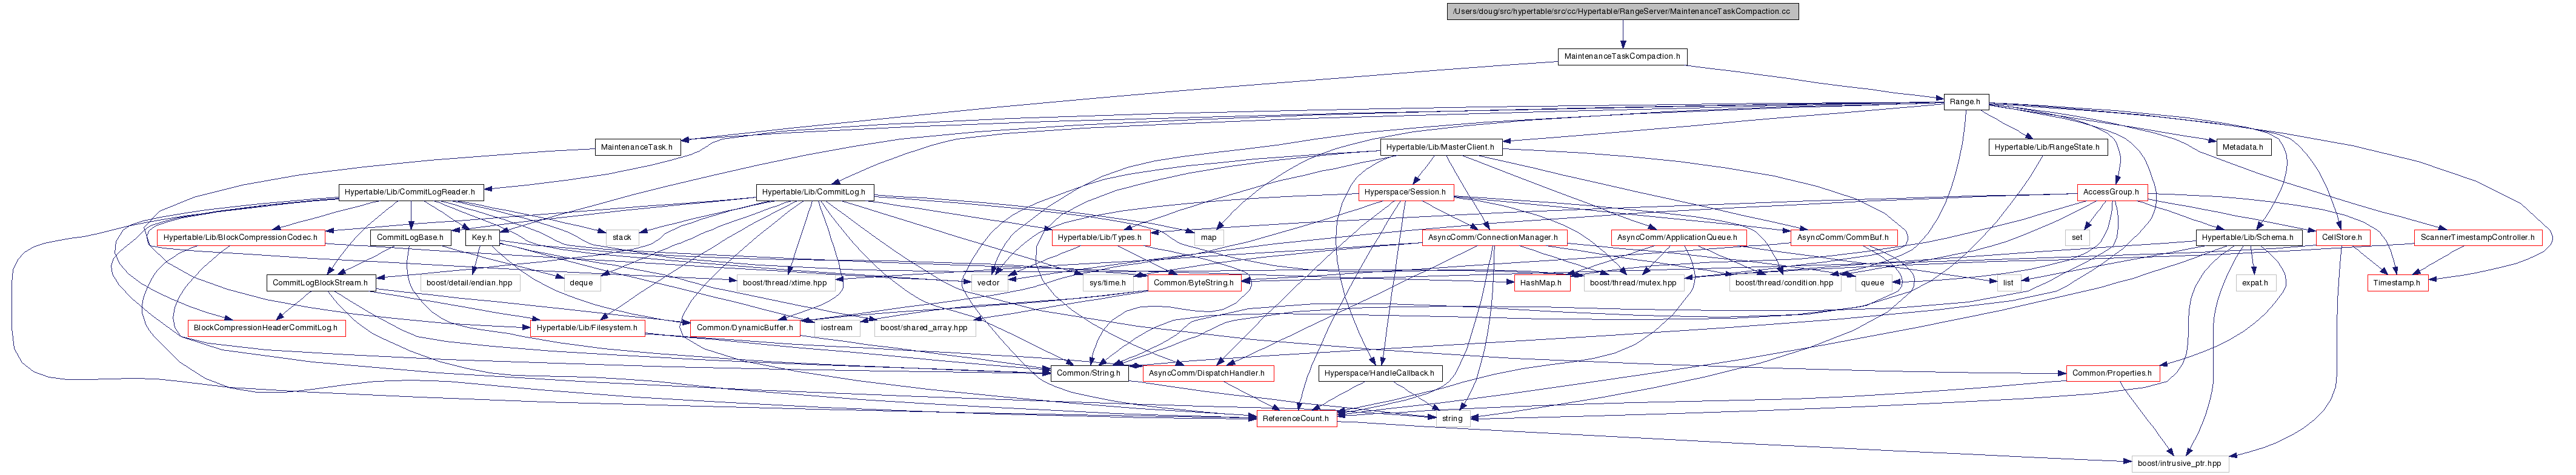 /Users/doug/src/hypertable/src/cc/Hypertable/RangeServer/MaintenanceTaskCompaction.cc
MaintenanceTaskCompaction.h
Range.h
MaintenanceTask.h
Hypertable/Lib/MasterClient.h
Hypertable/Lib/RangeState.h
Metadata.h
Hypertable/Lib/CommitLogReader.h
Hypertable/Lib/CommitLog.h
Hyperspace/Session.h
AccessGroup.h
Hypertable/Lib/BlockCompressionCodec.h
CommitLogBase.h
Key.h
stack
Hypertable/Lib/Types.h
map
AsyncComm/ConnectionManager.h
AsyncComm/ApplicationQueue.h
AsyncComm/CommBuf.h
set
Hypertable/Lib/Schema.h
CellStore.h
ScannerTimestampController.h
CommitLogBlockStream.h
boost/detail/endian.hpp
deque
boost/thread/xtime.hpp
vector
sys/time.h
Common/ByteString.h
HashMap.h
boost/thread/mutex.hpp
boost/thread/condition.hpp
queue
list
expat.h
Timestamp.h
BlockCompressionHeaderCommitLog.h
Hypertable/Lib/Filesystem.h
Common/DynamicBuffer.h
iostream
boost/shared_array.hpp
Common/String.h
AsyncComm/DispatchHandler.h
Hyperspace/HandleCallback.h
Common/Properties.h
ReferenceCount.h
string
boost/intrusive_ptr.hpp